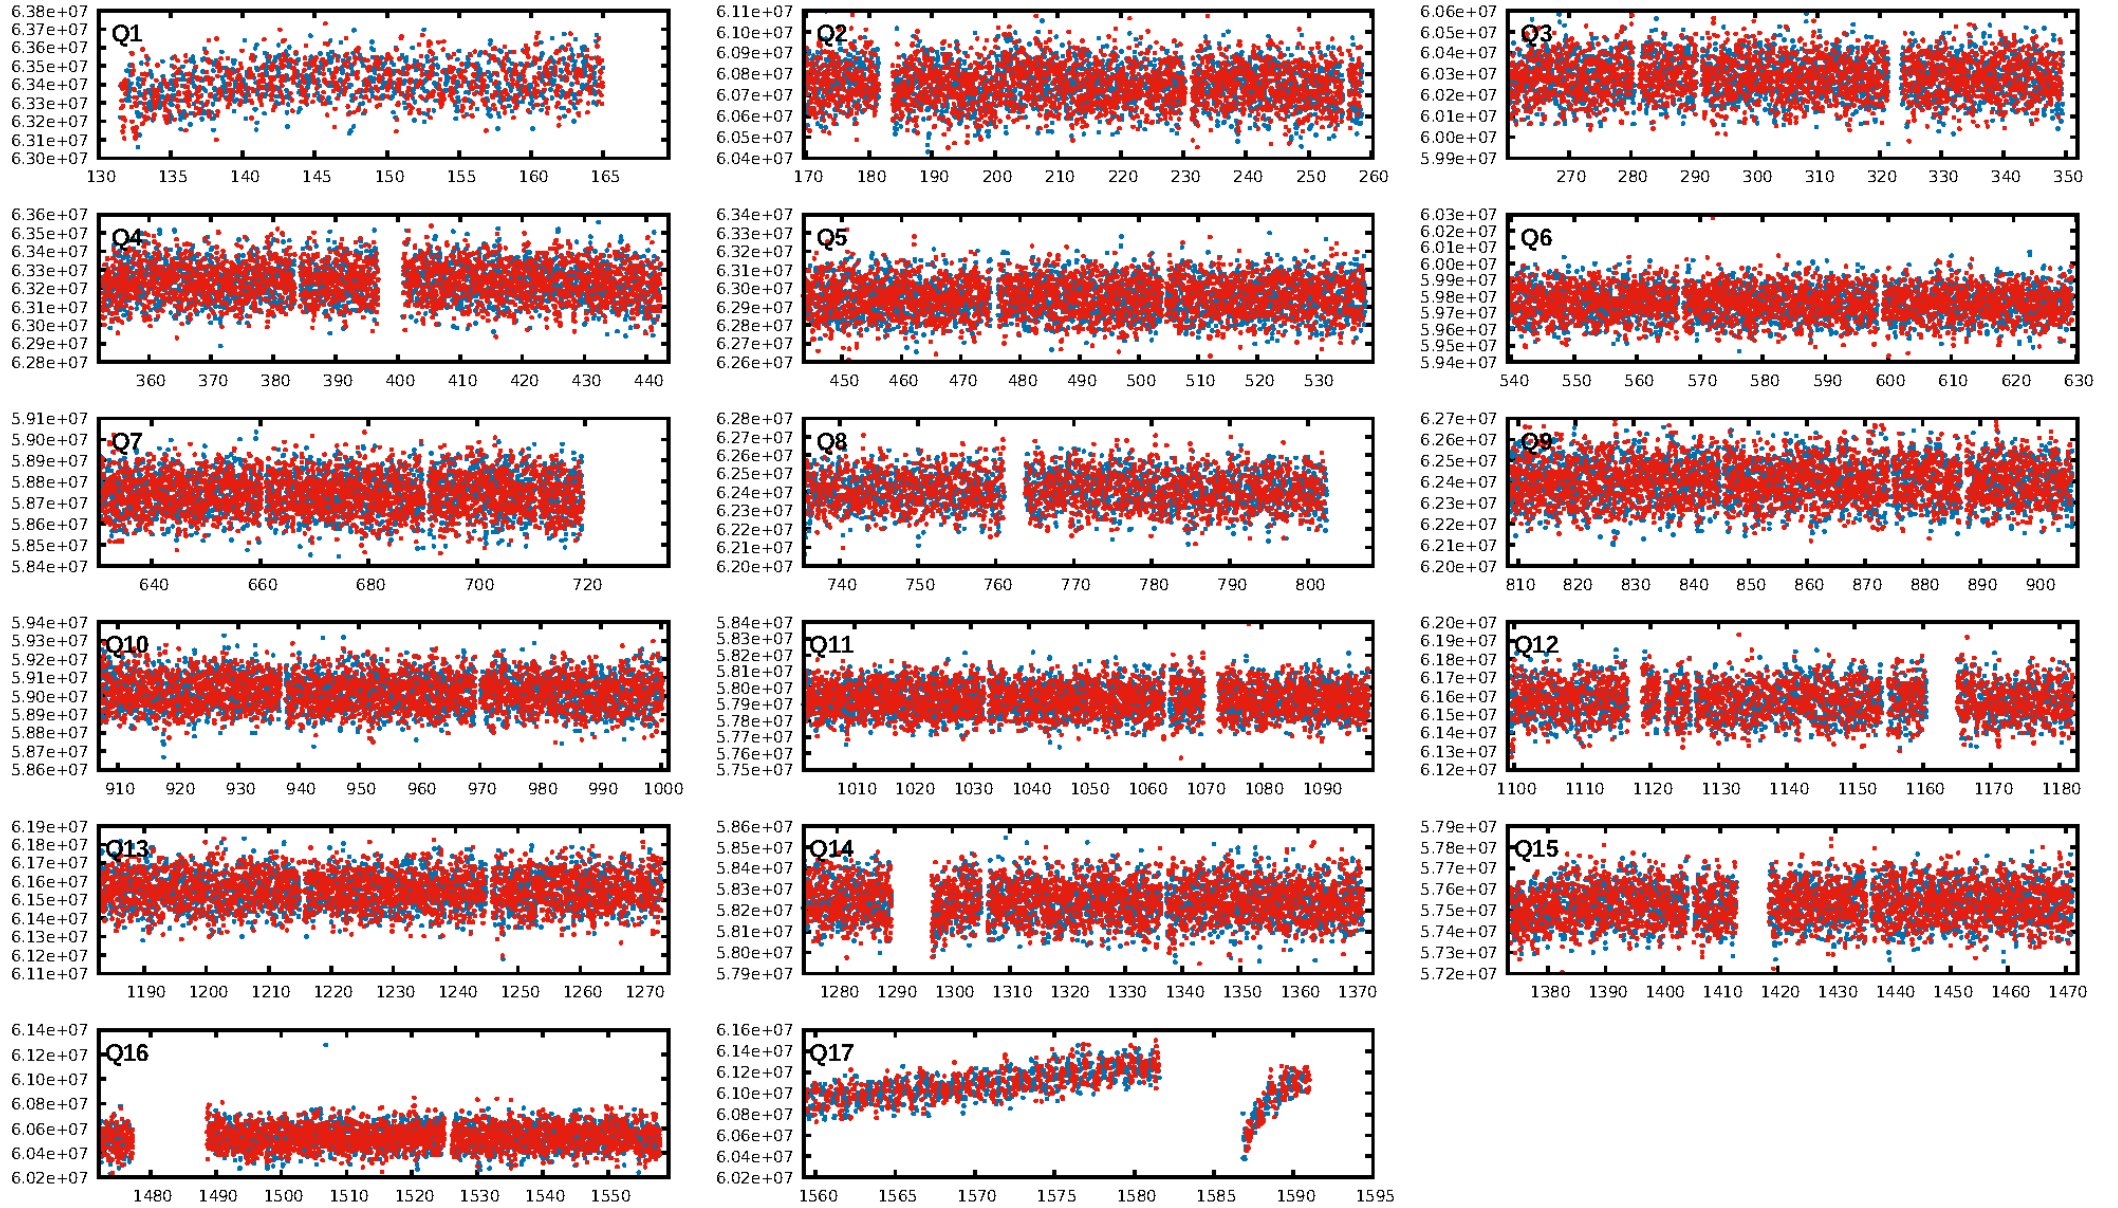 6.38e+07
6.37e+07
6.36e+07
6.35e+07
6.34e+07
6.33e+07
6.32e+07
6.31e+07
6.30e+07
Q1
130 135 140 145 150 155 160 165
6.11e+07
6.10e+07
6.09e+07
6.08e+07
6.07e+07
6.06e+07
6.05e+07
6.04e+07
Q2
170 180 190 200 210 220 230 240 250 260
6.06e+07
6.05e+07
6.04e+07
6.03e+07
6.02e+07
6.01e+07
6.00e+07
5.99e+07
Q3
270 280 290 300 310 320 330 340 350
6.36e+07
6.35e+07
6.34e+07
6.33e+07
6.32e+07
6.31e+07
6.30e+07
6.29e+07
6.28e+07
Q4
360 370 380 390 400 410 420 430 440
6.34e+07
6.33e+07
6.32e+07
6.31e+07
6.30e+07
6.29e+07
6.28e+07
6.27e+07
6.26e+07
Q5
450 460 470 480 490 500 510 520 530
6.03e+07
6.02e+07
6.01e+07
6.00e+07
5.99e+07
5.98e+07
5.97e+07
5.96e+07
5.95e+07
5.94e+07
Q6
540 550 560 570 580 590 600 610 620 630
5.91e+07
5.90e+07
5.89e+07
5.88e+07
5.87e+07
5.86e+07
5.85e+07
5.84e+07
Q7
640 660 680 700 720
6.28e+07
6.27e+07
6.26e+07
6.25e+07
6.24e+07
6.23e+07
6.22e+07
6.21e+07
6.20e+07
Q8
740 750 760 770 780 790 800
6.27e+07
6.26e+07
6.25e+07
6.24e+07
6.23e+07
6.22e+07
6.21e+07
6.20e+07
Q9
810 820 830 840 850 860 870 880 890 900
5.94e+07
5.93e+07
5.92e+07
5.91e+07
5.90e+07
5.89e+07
5.88e+07
5.87e+07
5.86e+07
Q10
910 920 930 940 950 960 970 980 990 1000
5.84e+07
5.83e+07
5.82e+07
5.81e+07
5.80e+07
5.79e+07
5.78e+07
5.77e+07
5.76e+07
5.75e+07
Q11
1010 1020 1030 1040 1050 1060 1070 1080 1090
6.20e+07
6.19e+07
6.18e+07
6.17e+07
6.16e+07
6.15e+07
6.14e+07
6.13e+07
6.12e+07
Q12
1100 1110 1120 1130 1140 1150 1160 1170 1180
6.19e+07
6.18e+07
6.17e+07
6.16e+07
6.15e+07
6.14e+07
6.13e+07
6.12e+07
6.11e+07
Q13
1190 1200 1210 1220 1230 1240 1250 1260 1270
5.86e+07
5.85e+07
5.84e+07
5.83e+07
5.82e+07
5.81e+07
5.80e+07
5.79e+07
Q14
1280 1290 1300 1310 1320 1330 1340 1350 1360 1370
5.79e+07
5.78e+07
5.77e+07
5.76e+07
5.75e+07
5.74e+07
5.73e+07
5.72e+07
Q15
1380 1390 1400 1410 1420 1430 1440 1450 1460 1470
6.14e+07
6.12e+07
6.10e+07
6.08e+07
6.06e+07
6.04e+07
6.02e+07
Q16
1480 1490 1500 1510 1520 1530 1540 1550
6.16e+07
6.14e+07
6.12e+07
6.10e+07
6.08e+07
6.06e+07
6.04e+07
6.02e+07
Q17
1560 1565 1570 1575 1580 1585 1590 1595